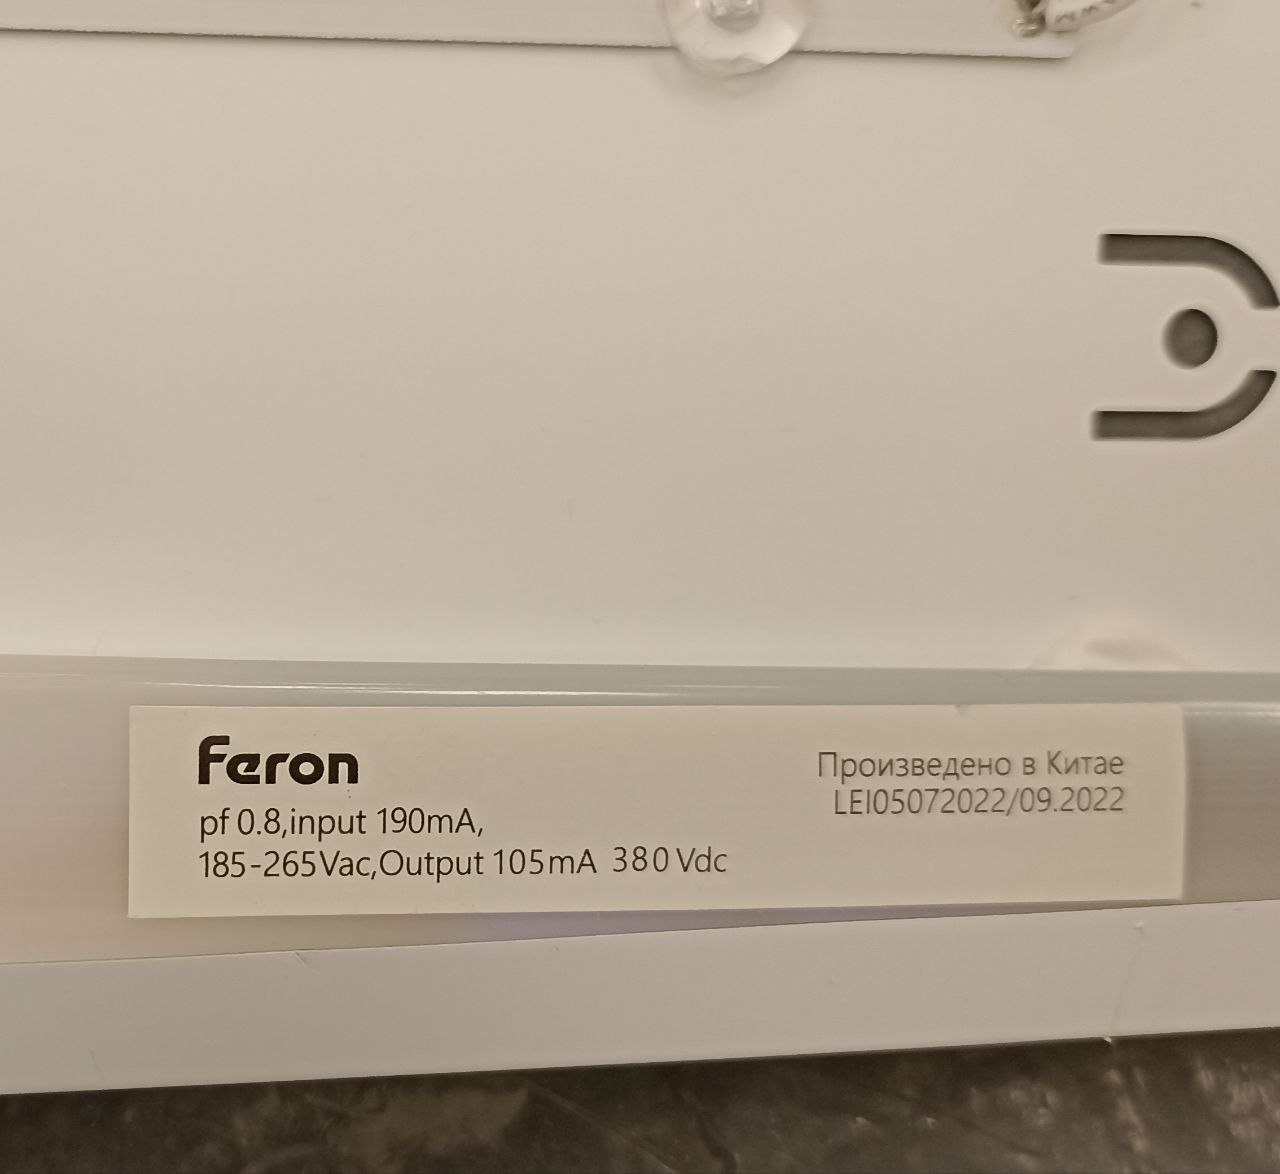 Feron
pf 0.8,input 190mA,
185-265Vac,Output 105mA 380 Vdc
Произведено в Китае
LEI05072022/09.2022